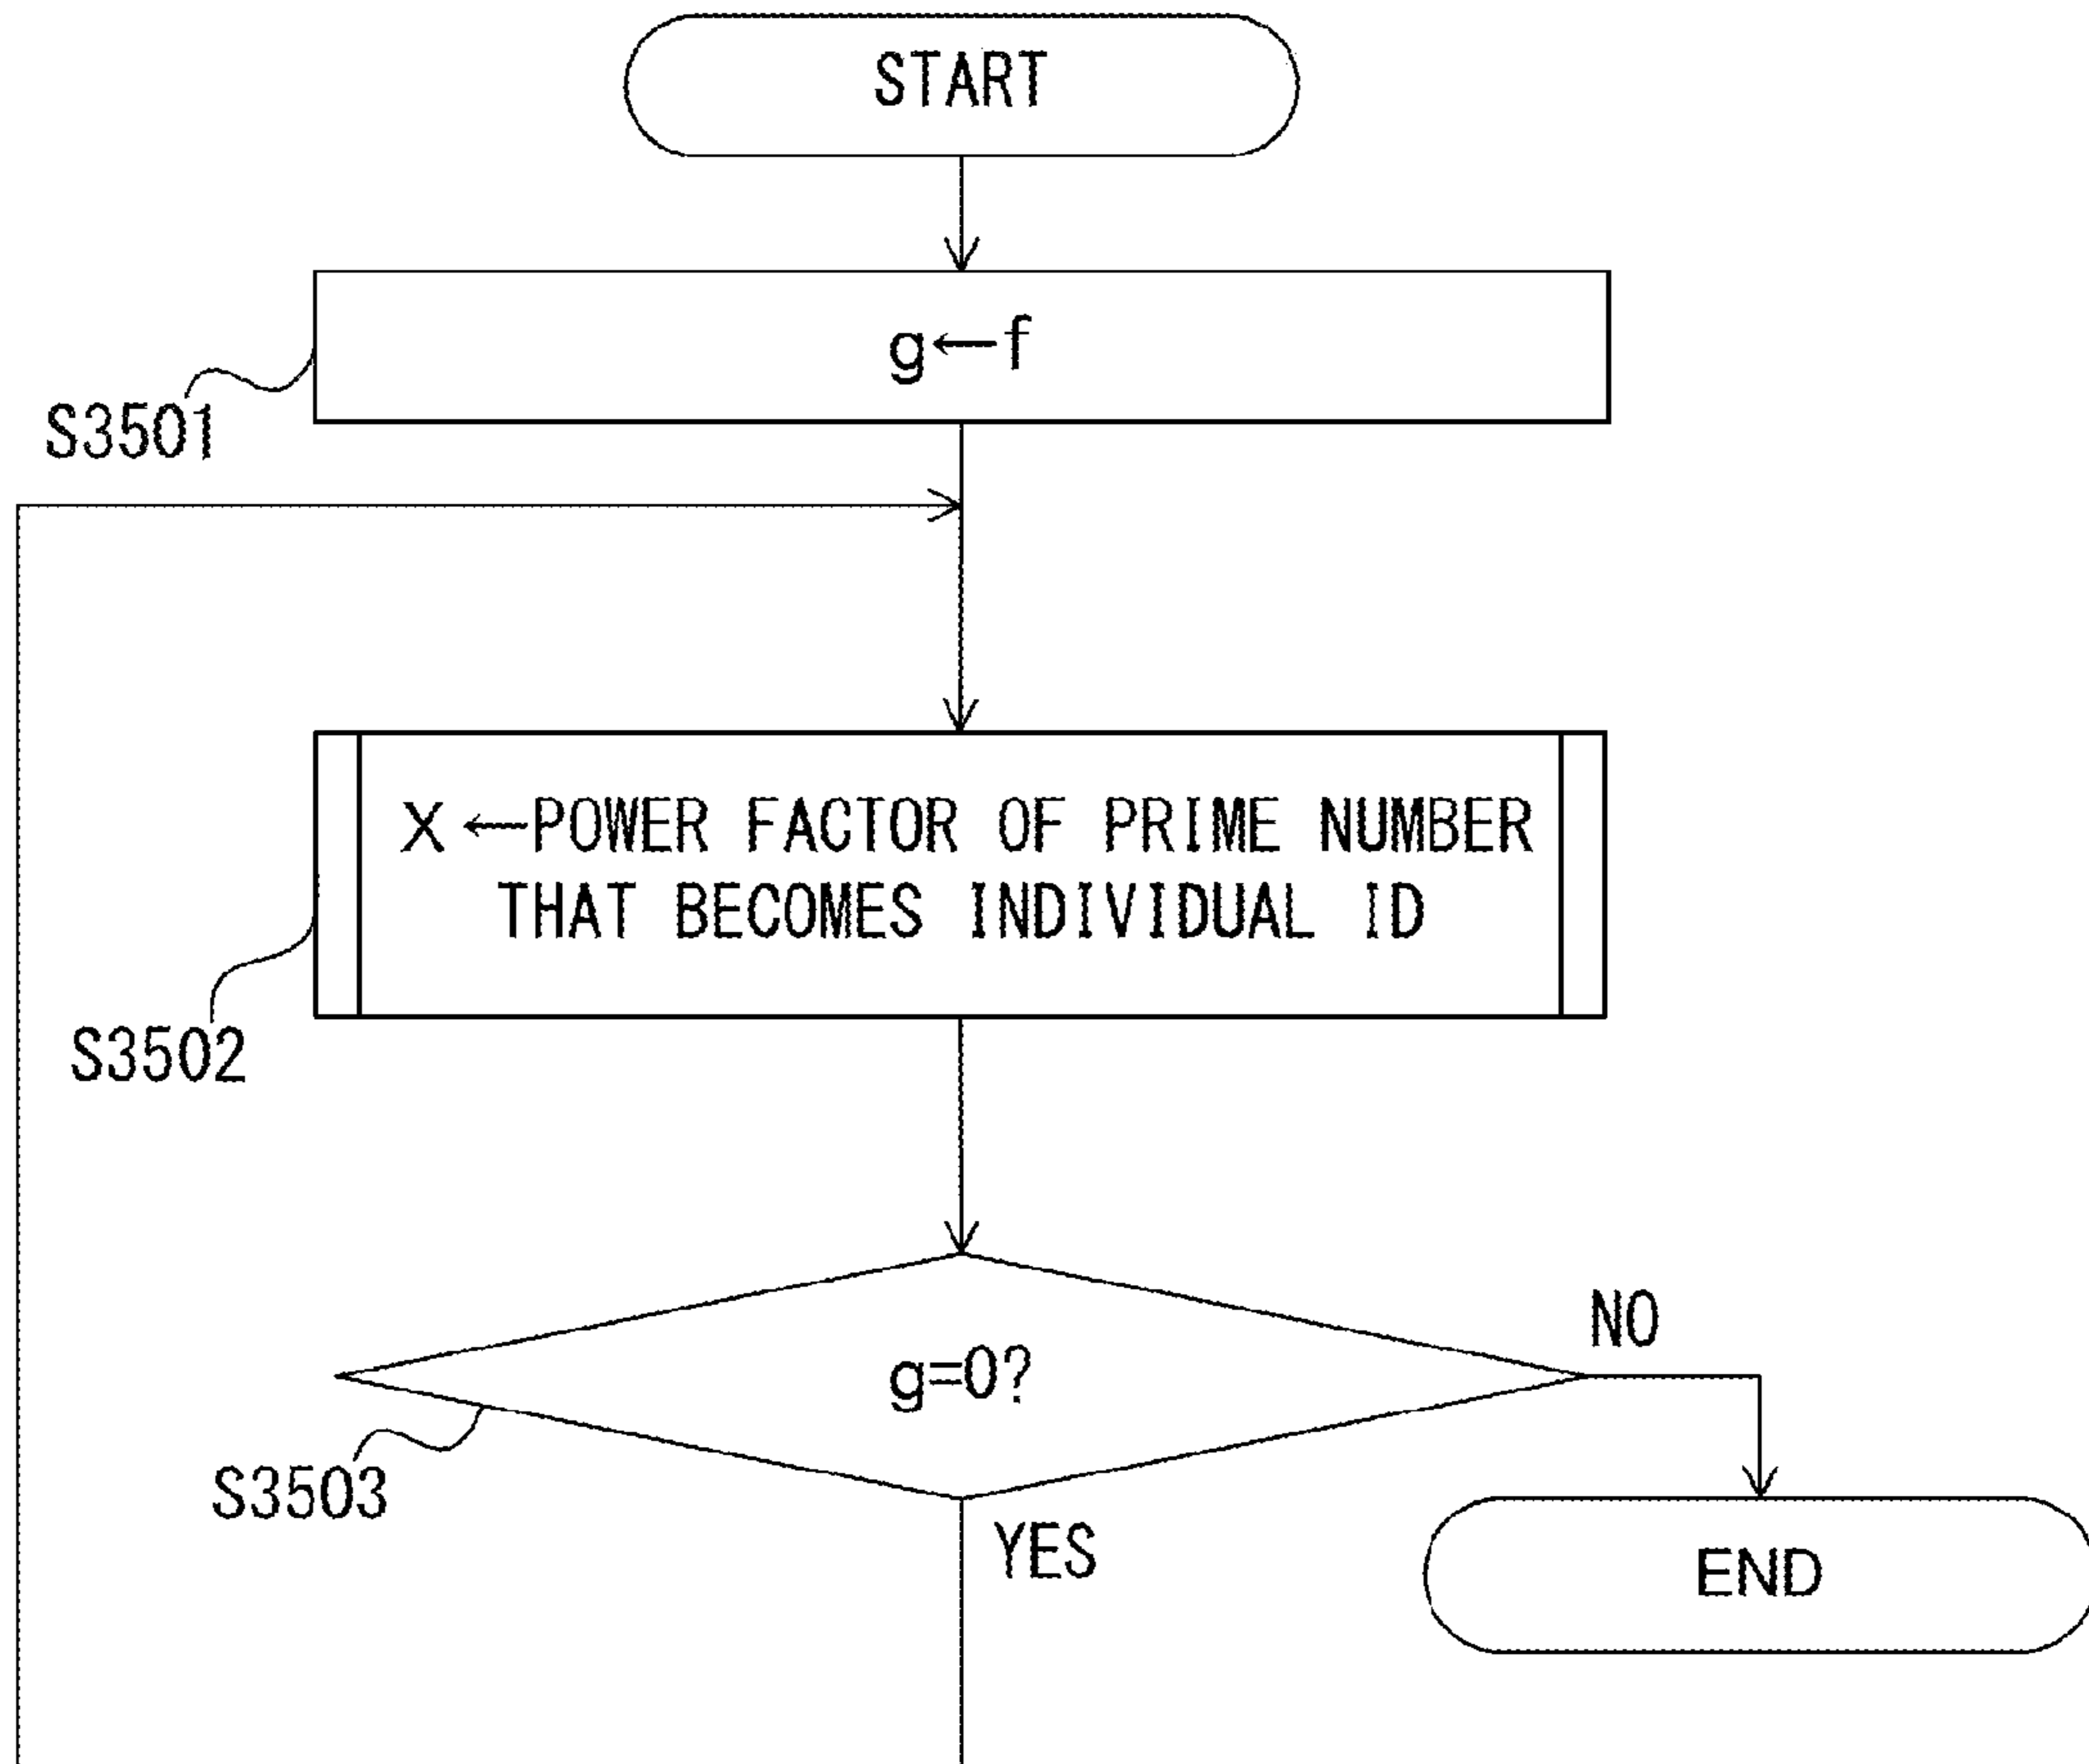 START
g←f
S3501
X←POWER FACTOR OF PRIME NUMBER
THAT BECOMES INDIVIDUAL ID
S3502
NO
g=0?
S3503
YES
END